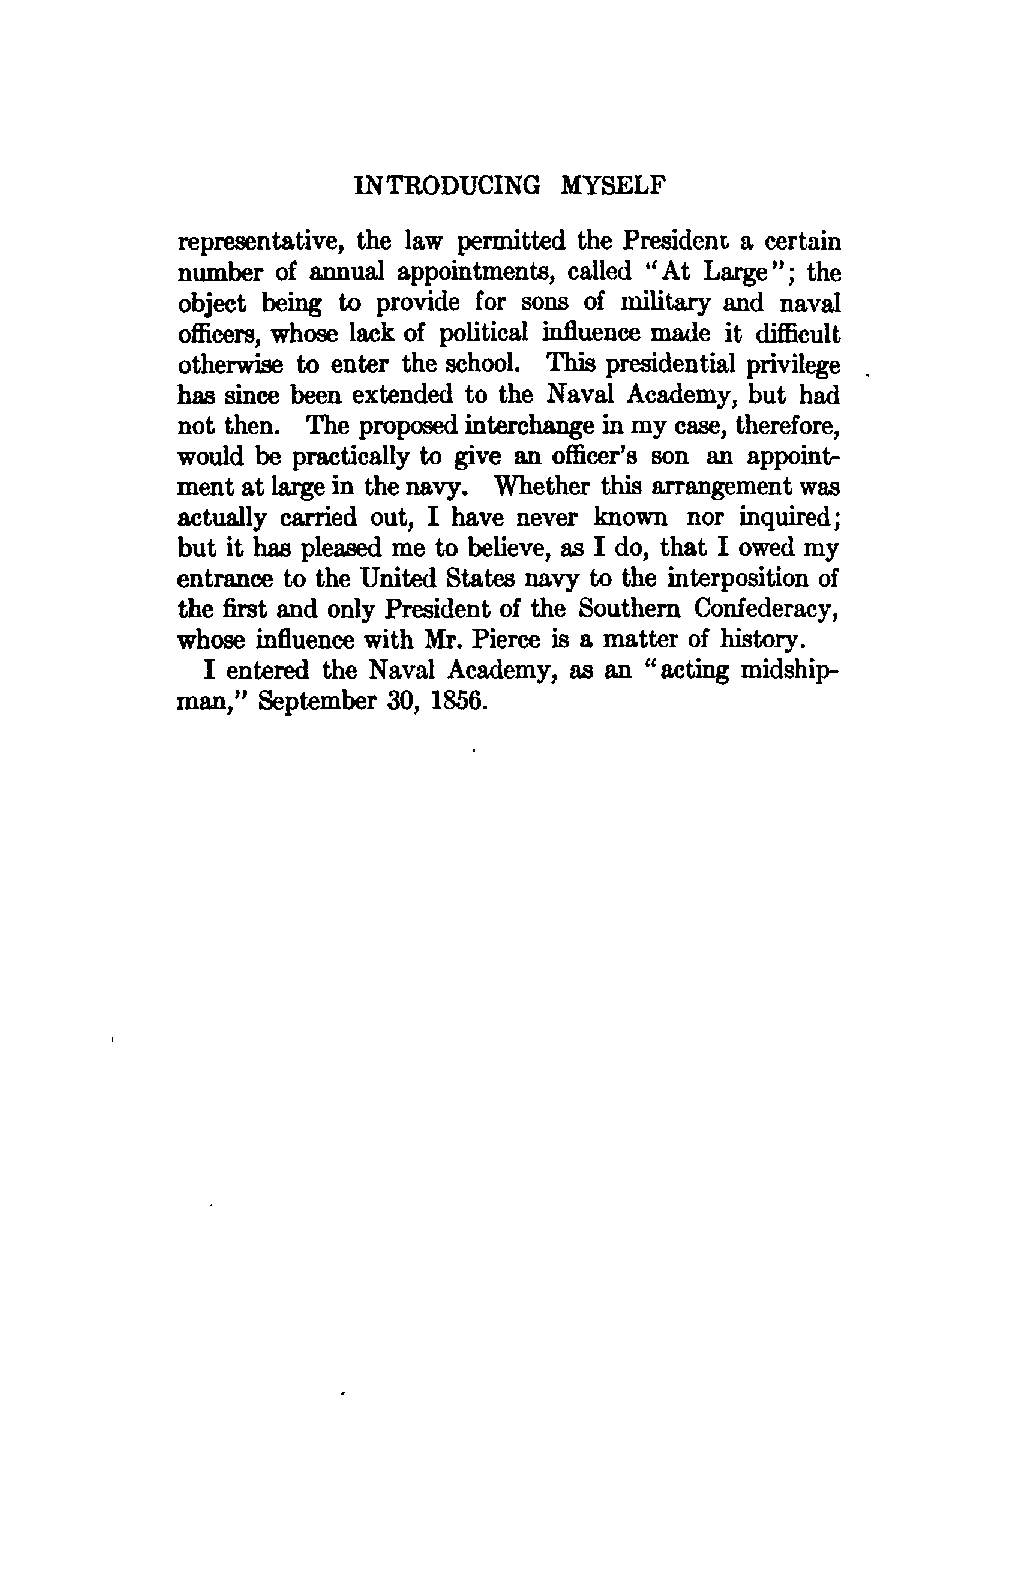 INTRODUCING MYSELF
representative, the law permitted the President a certain
number of annual appointments, called "At Large"; the
object being to provide for sons of military and naval
officers, whose lack of political influence made it difficult
otherwise to enter the school. This presidential privilege
has since been extended to the Naval Academy, but had
not then. The proposed interchange in my case, therefore,
would be practically to give an officer's son an appoint-
ment at large in the navy. Whether this arrangement was
actually carried out, I have never known nor inquired;
but it has pleased me to believe, as I do, that I owed my
entrance to the United States navy to the interposition of
the first and only President of the Southern Confederacy,
whose influence with Mr. Pierce is a matter of history.
I entered the Naval Academy, as an "acting midship-
man," September 30, 1856.